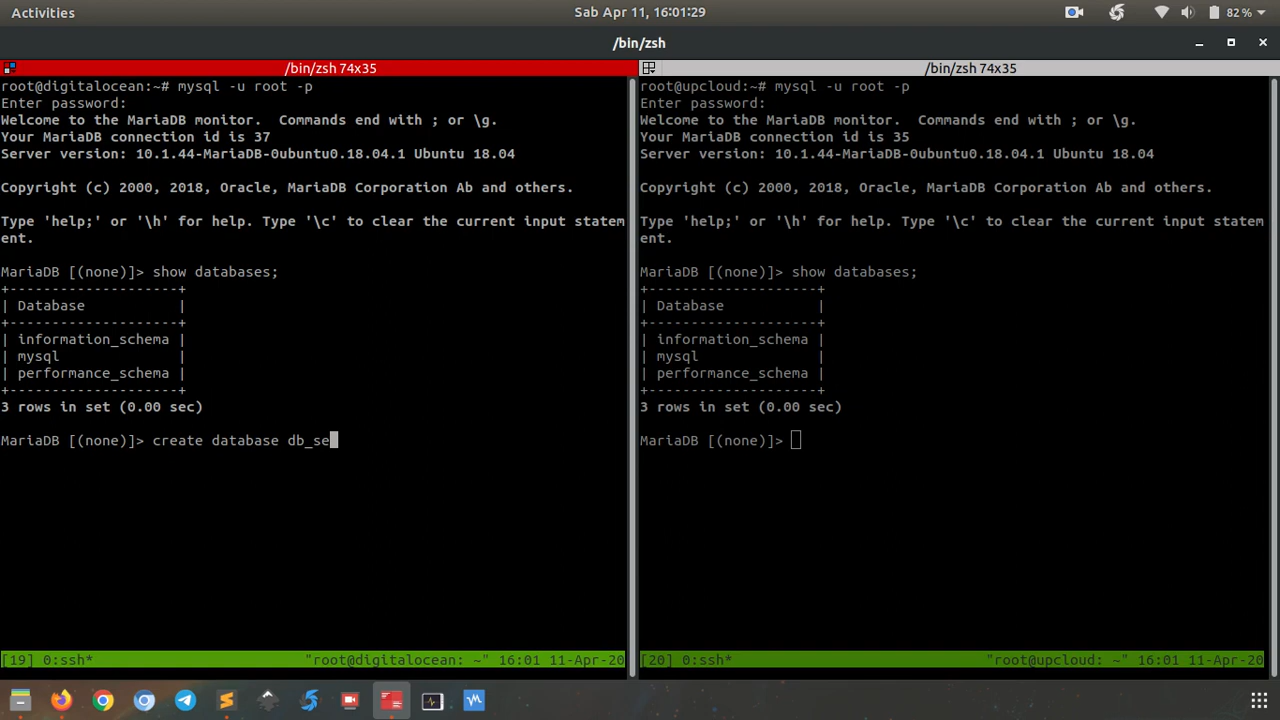 Activities
Sab Apr 11, 16:01:29
82%
/bin/zsh
/bin/zsh 74x35
root@digitalocean:~# mysql -u root -p
Enter password:
Welcome to the MariaDB monitor.  Commands end with ; or \g.
Your MariaDB connection id is 37
Server version: 10.1.44-MariaDB-0ubuntu0.18.04.1 Ubuntu 18.04
Copyright (c) 2000, 2018, Oracle, MariaDB Corporation Ab and others.
Type 'help;' or '\h' for help. Type '\c' to clear the current input statem
ent.
MariaDB [(none)]> show databases;
+--------------------+
| Database           |
+--------------------+
| information_schema |
| mysql              |
| performance_schema |
+--------------------+
3 rows in set (0.00 sec)
MariaDB [(none)]> create database db_se
[19] 0:ssh*
"root@digitalocean: ~" 16:01 11-Apr-20
/bin/zsh 74x35
root@upcloud:~# mysql -u root -p
Enter password:
Welcome to the MariaDB monitor.  Commands end with ; or \g.
Your MariaDB connection id is 35
Server version: 10.1.44-MariaDB-0ubuntu0.18.04.1 Ubuntu 18.04
Copyright (c) 2000, 2018, Oracle, MariaDB Corporation Ab and others.
Type 'help;' or '\h' for help. Type '\c' to clear the current input statem
ent.
MariaDB [(none)]> show databases;
+--------------------+
| Database           |
+--------------------+
| information_schema |
| mysql              |
| performance_schema |
+--------------------+
3 rows in set (0.00 sec)
MariaDB [(none)]>
[20] 0:ssh*
"root@upcloud: ~" 16:01 11-Apr-20